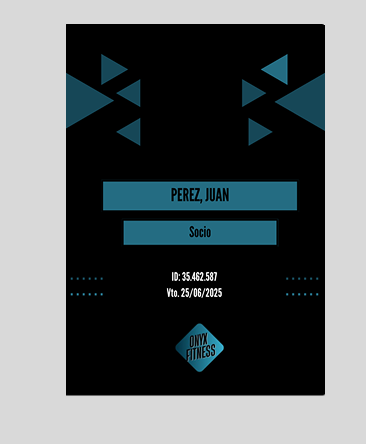 PEREZ, JUAN
Socio
ID: 35.462.587
Vto. 25/06/2025
ONYX
FITNESS